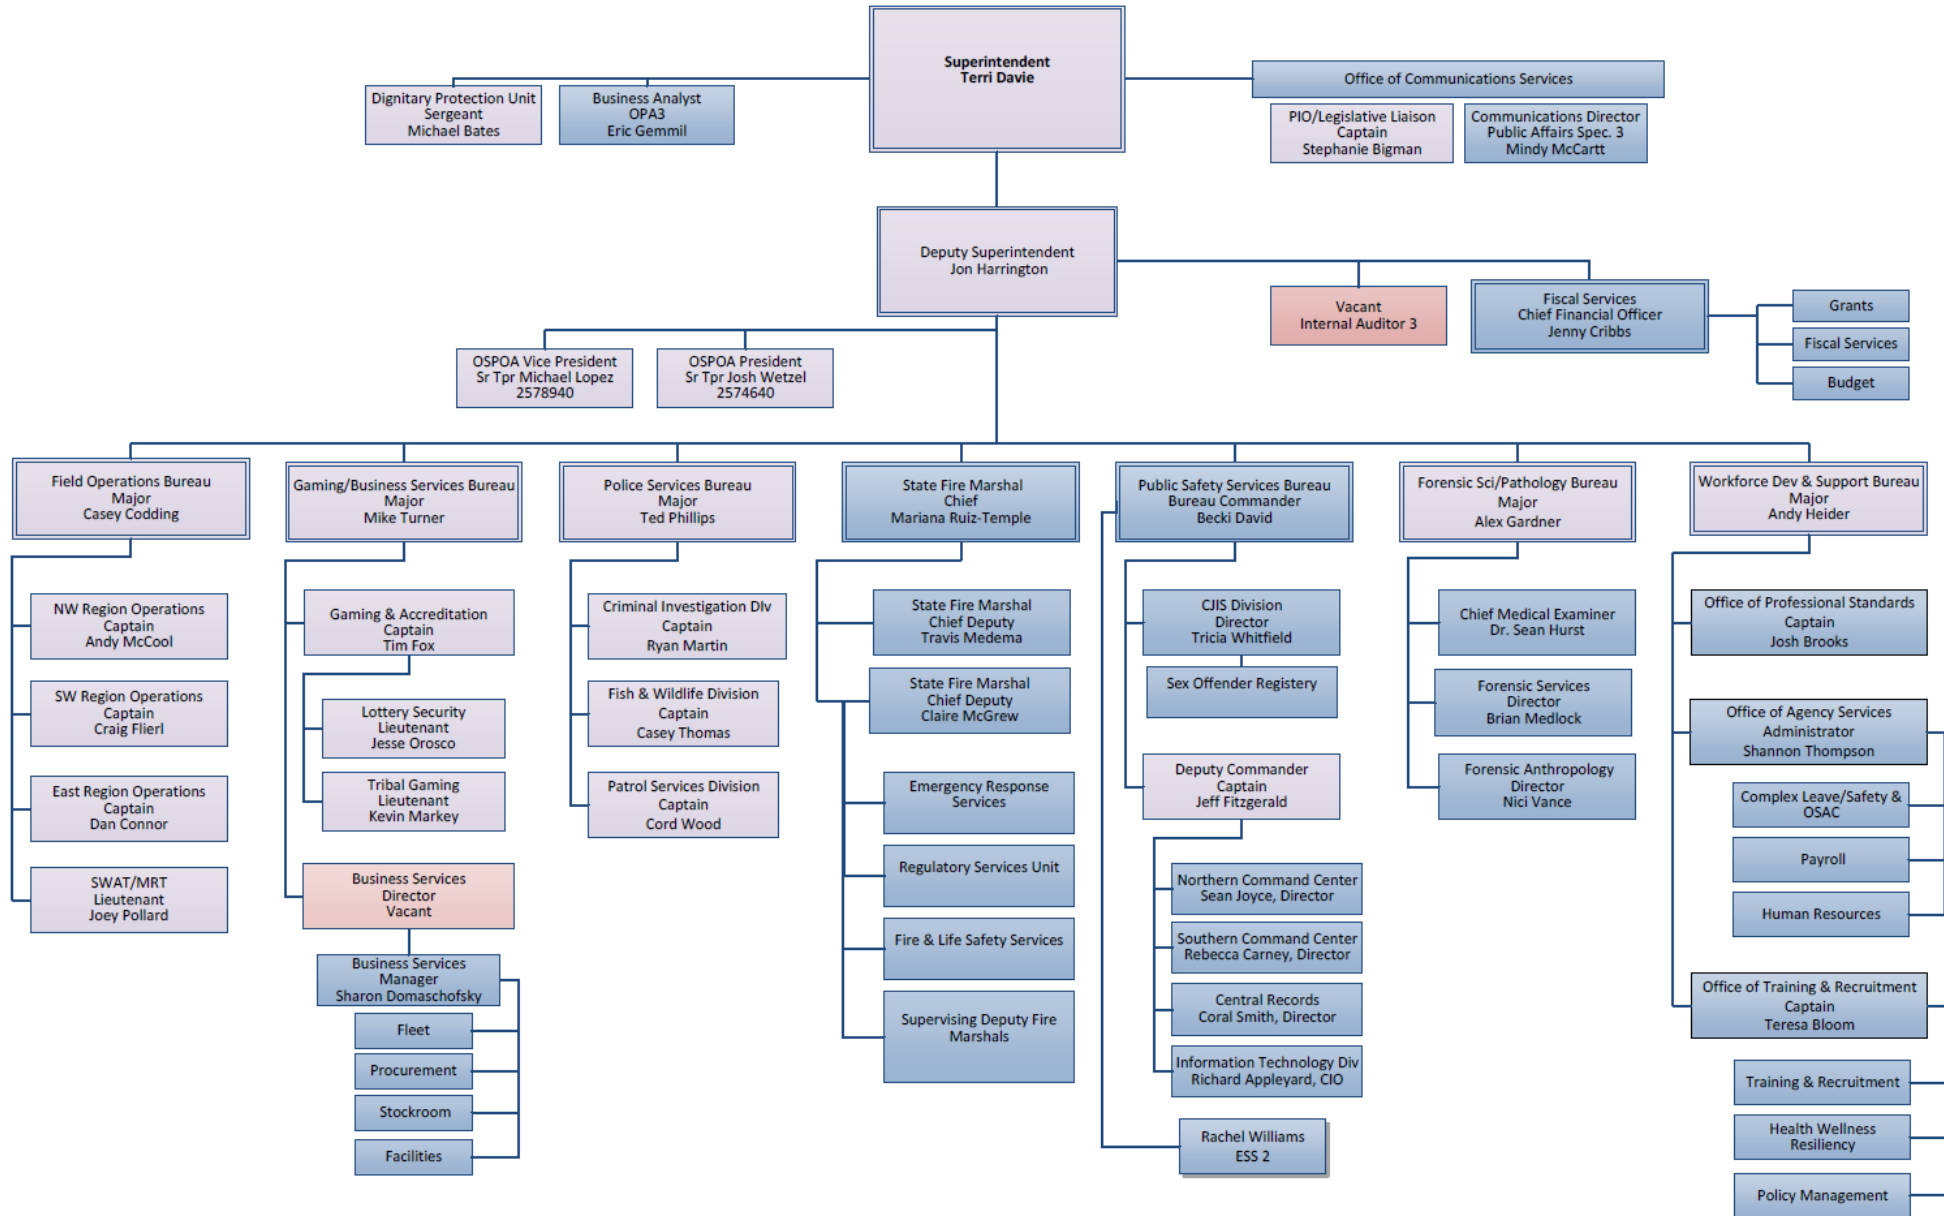 Superintendent
Terri Davie
Dignitary Protection Unit
Sergeant
Michael Bates
Business Analyst
OPA3
Eric Gemmil
Office of Communications Services
PIO/Legislative Liaison
Captain
Stephanie Bigman
Communications Director
Public Affairs Spec. 3
Mindy McCartt
Deputy Superintendent
Jon Harrington
Vacant
Internal Auditor 3
Fiscal Services
Chief Financial Officer
Jenny Cribbs
Grants
Fiscal Services
Budget
OSPOA Vice President
Sr Tpr Michael Lopez
2578940
OSPOA President
Sr Tpr Josh Wetzel
2574640
Field Operations Bureau
Major
Casey Codding
NW Region Operations
Captain
Andy McCool
SW Region Operations
Captain
Craig Flierl
East Region Operations
Captain
Dan Connor
SWAT/MRT
Lieutenant
Joey Pollard
Gaming/Business Services Bureau
Major
Mike Turner
Gaming & Accreditation
Captain
Tim Fox
Lottery Security
Lieutenant
Jesse Orosco
Tribal Gaming
Lieutenant
Kevin Markey
Business Services
Director
Vacant
Business Services
Manager
Sharon Domaschofsky
Fleet
Procurement
Stockroom
Facilities
Police Services Bureau
Major
Ted Phillips
Criminal Investigation DIv
Captain
Ryan Martin
Fish & Wildlife Division
Captain
Casey Thomas
Patrol Services Division
Captain
Cord Wood
State Fire Marshal
Chief
Mariana Ruiz-Temple
State Fire Marshal
Chief Deputy
Travis Medema
State Fire Marshal
Chief Deputy
Claire McGrew
Emergency Response
Services
Regulatory Services Unit
Fire & Life Safety Services
Supervising Deputy Fire
Marshals
Public Safety Services Bureau
Bureau Commander
Becki David
CJIS Division
Director
Tricia Whitfield
Sex Offender Registery
Deputy Commander
Captain
Jeff Fitzgerald
Northern Command Center
Sean Joyce, Director
Southern Command Center
Rebecca Carney, Director
Central Records
Coral Smith, Director
Information Technology Div
Richard Appleyard, CIO
Rachel Williams
ESS 2
Forensic Sci/Pathology Bureau
Major
Alex Gardner
Chief Medical Examiner
Dr. Sean Hurst
Forensic Services
Director
Brian Medlock
Forensic Anthropology
Director
Nici Vance
Workforce Dev & Support Bureau
Major
Andy Heider
Office of Professional Standards
Captain
Josh Brooks
Office of Agency Services
Administrator
Shannon Thompson
Complex Leave/Safety &
OSAC
Payroll
Human Resources
Office of Training & Recruitment
Captain
Teresa Bloom
Training & Recruitment
Health Wellness
Resiliency
Policy Management